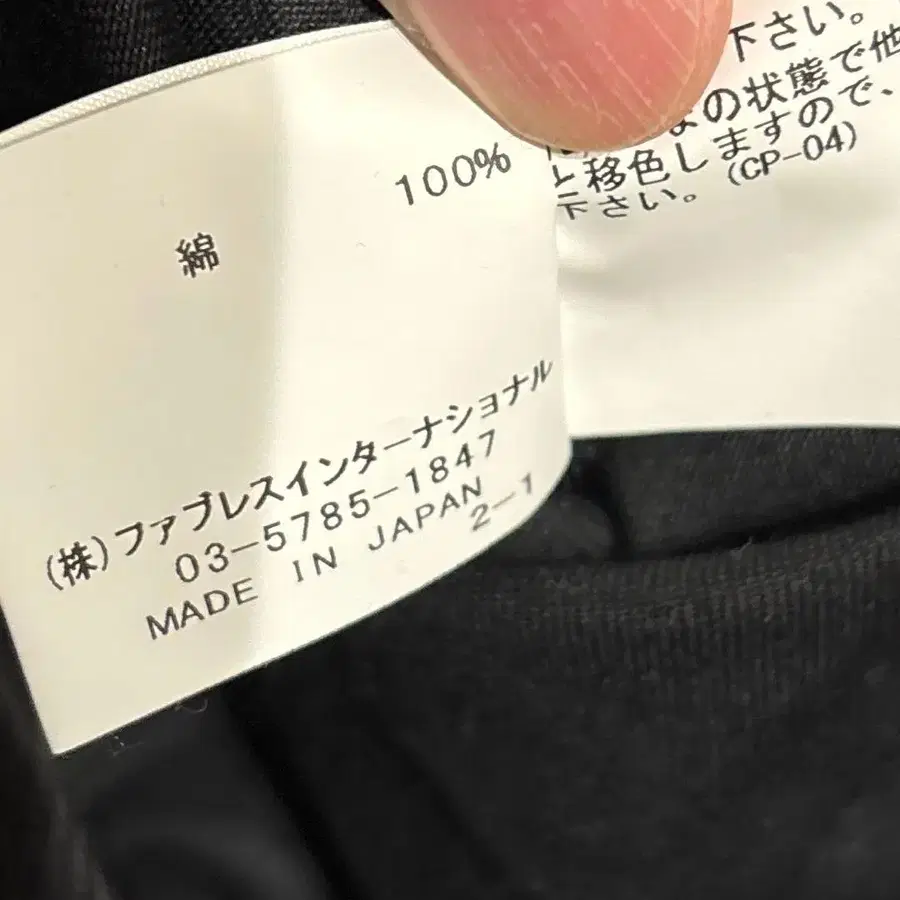 綿 100%
(株)ファブレスインターナショナル
03-5785-1847
MADE IN JAPAN
2-1
下さい。
の状態で他
と移色しますので、
下さい。(CP-04)